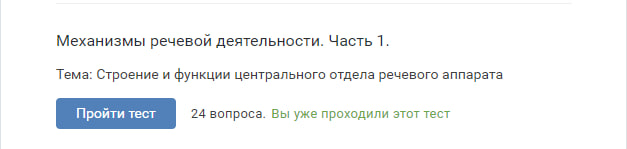 Механизмы речевой деятельности. Часть 1.
Тема: Строение и функции центрального отдела речевого аппарата
Пройти тест 24 вопроса. Вы уже проходили этот тест